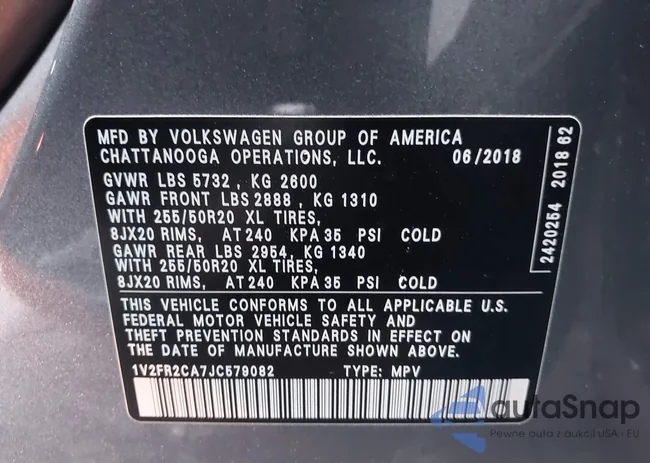 MFD BY VOLKSWAGEN GROUP OF AMERICA
CHATTANOOGA OPERATIONS, LLC. 06/2018
GVWR LBS 5732 , KG 2600
GAWR FRONT LBS 2888 , KG 1310
WITH 255/50R20 XL TIRES,
8JX20 RIMS, AT 240 KPA 35 PSI COLD
GAWR REAR LBS 2954, KG 1340
WITH 255/50R20 XL TIRES,
8JX20 RIMS, AT 240 KPA 35 PSI COLD
THIS VEHICLE CONFORMS TO ALL APPLICABLE U.S.
FEDERAL MOTOR VEHICLE SAFETY AND
THEFT PREVENTION STANDARDS IN EFFECT ON
THE DATE OF MANUFACTURE SHOWN ABOVE.
1V2FR2CA7JC579082 TYPE: MPV
2420254 2018 62
autaSnap
Pewne auta z aukcji USA - EU